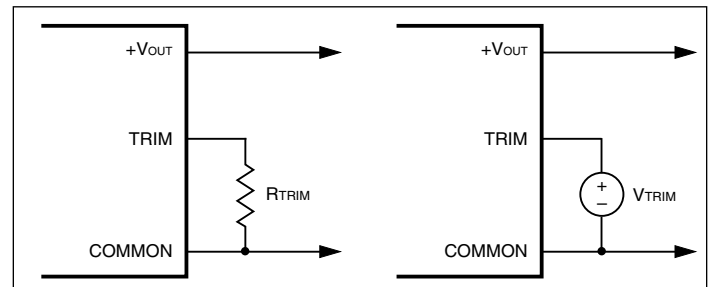 +VOUT
TRIM
RTRIM
COMMON
+VOUT
TRIM
+
–
VTRIM
COMMON